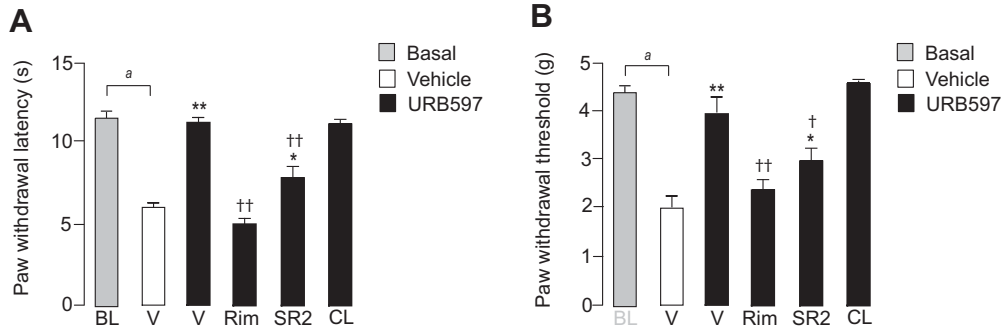 A
Paw withdrawal latency (s)
15
10
5
0
a
**
††
††
*
BL V V Rim SR2 CL
Basal
Vehicle
URB597
B
Paw withdrawal threshold (g)
5
4
3
2
1
0
a
**
††
†
*
BL V V Rim SR2 CL
Basal
Vehicle
URB597